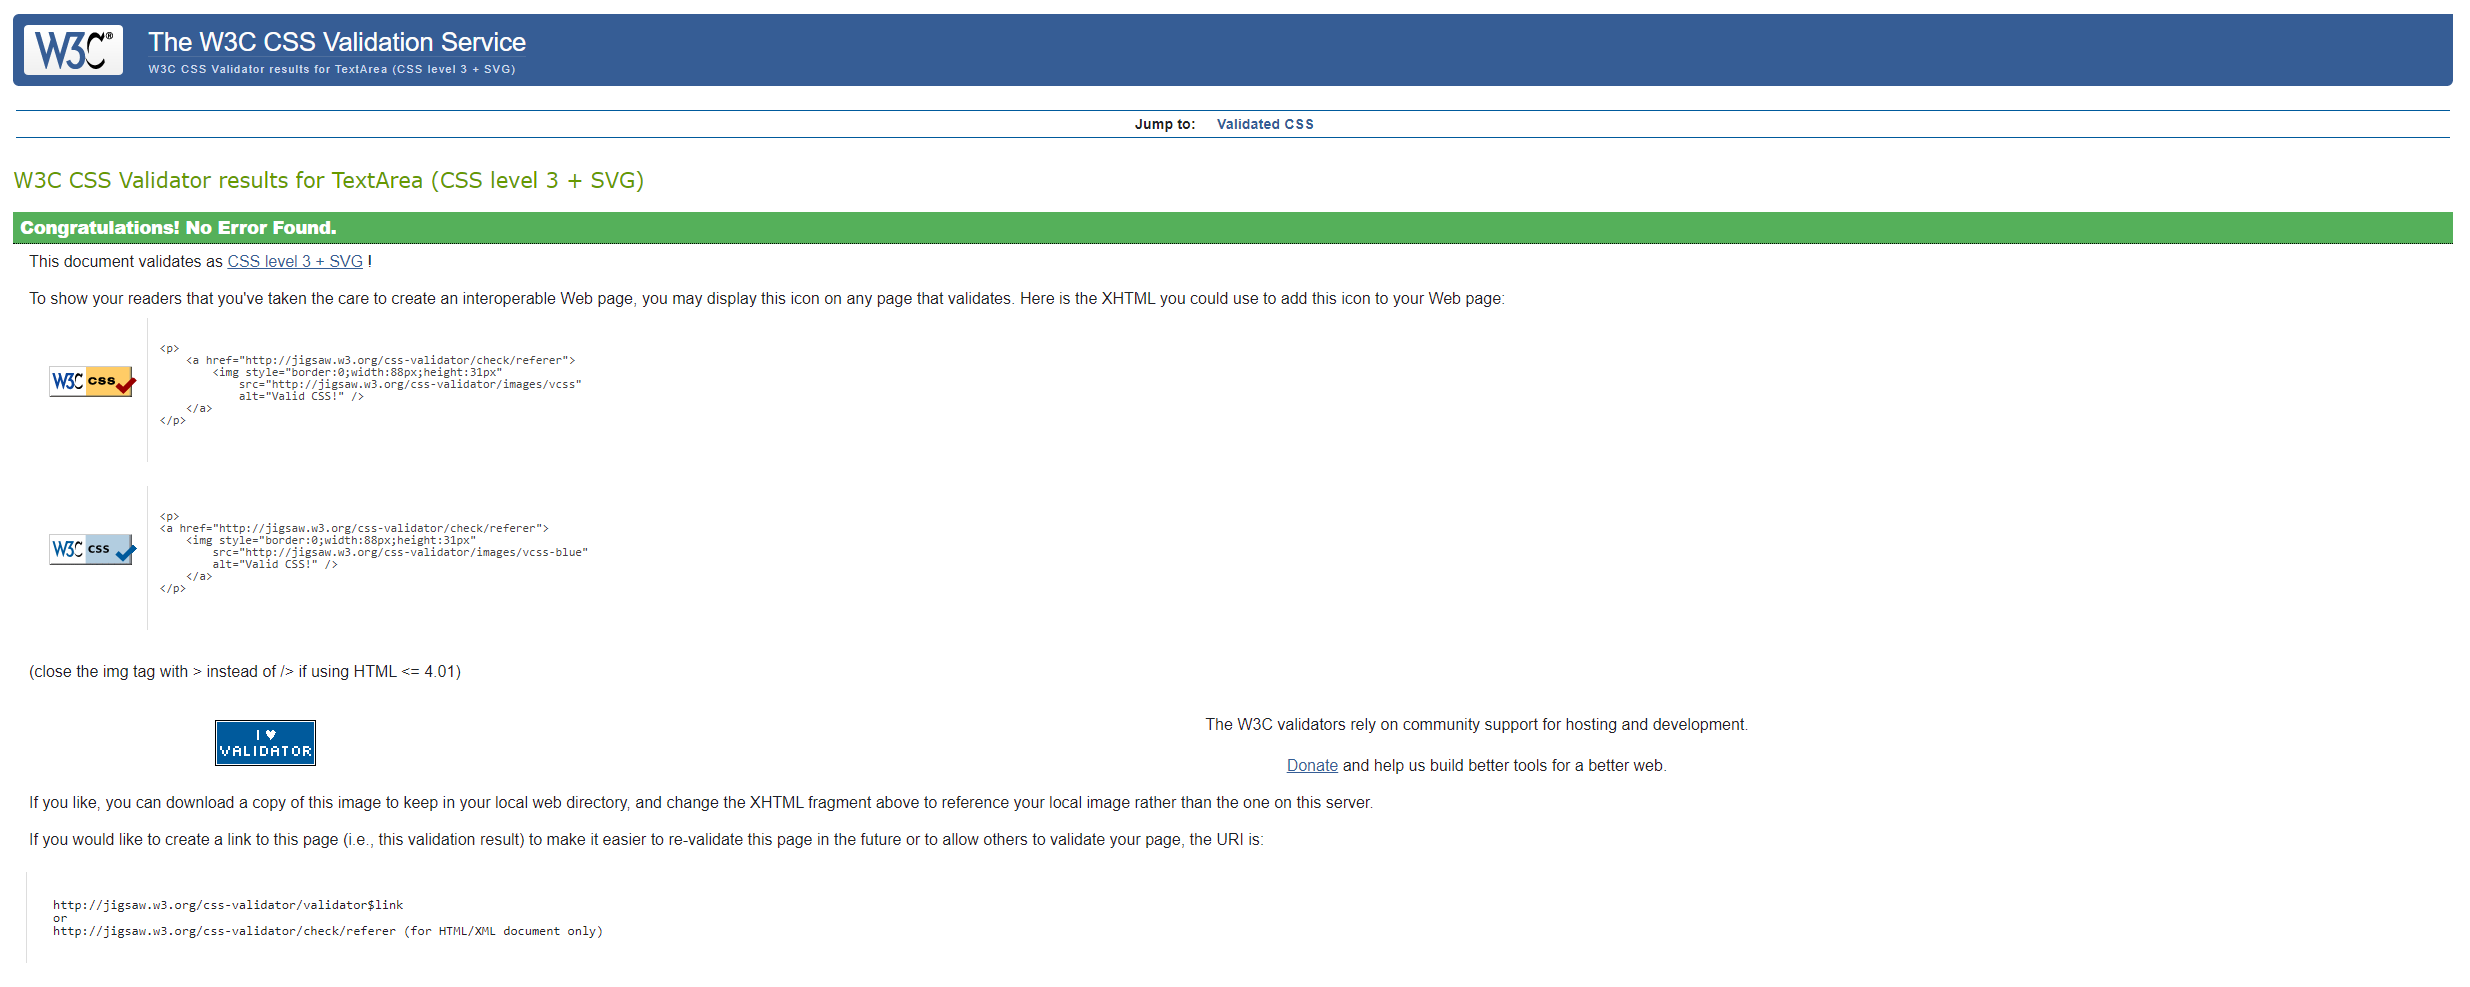 W3C®
The W3C CSS Validation Service
W3C CSS Validator results for TextArea (CSS level 3 + SVG)
Jump to: Validated CSS
W3C CSS Validator results for TextArea (CSS level 3 + SVG)
Congratulations! No Error Found.
This document validates as CSS level 3 + SVG !
To show your readers that you've taken the care to create an interoperable Web page, you may display this icon on any page that validates. Here is the XHTML you could use to add this icon to your Web page:
W3C css
<p>
    <a href="http://jigsaw.w3.org/css-validator/check/referer">
        <img style="border:0;width:88px;height:31px"
            src="http://jigsaw.w3.org/css-validator/images/vcss"
            alt="Valid CSS!" />
    </a>
</p>
W3C css
<p>
<a href="http://jigsaw.w3.org/css-validator/check/referer">
    <img style="border:0;width:88px;height:31px"
        src="http://jigsaw.w3.org/css-validator/images/vcss-blue"
        alt="Valid CSS!" />
    </a>
</p>
(close the img tag with > instead of /> if using HTML <= 4.01)
I ♥
VALIDATOR
The W3C validators rely on community support for hosting and development.
Donate and help us build better tools for a better web.
If you like, you can download a copy of this image to keep in your local web directory, and change the XHTML fragment above to reference your local image rather than the one on this server.
If you would like to create a link to this page (i.e., this validation result) to make it easier to re-validate this page in the future or to allow others to validate your page, the URI is:
http://jigsaw.w3.org/css-validator/validator$link
or
http://jigsaw.w3.org/css-validator/check/referer (for HTML/XML document only)